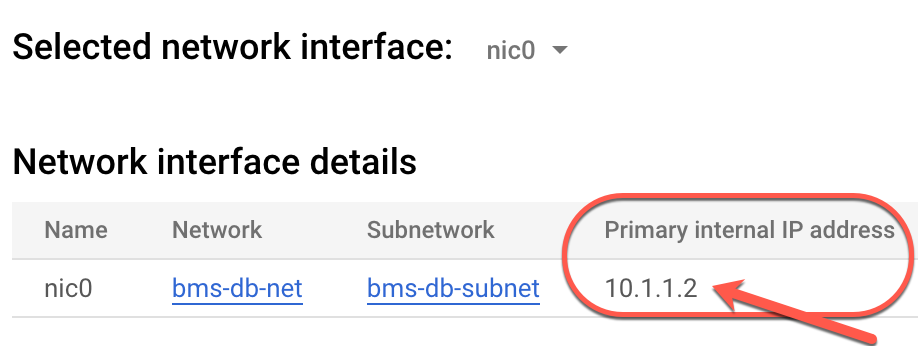 Selected network interface: nic0
Network interface details
Name Network Subnetwork Primary internal IP address
nic0 bms-db-net bms-db-subnet 10.1.1.2